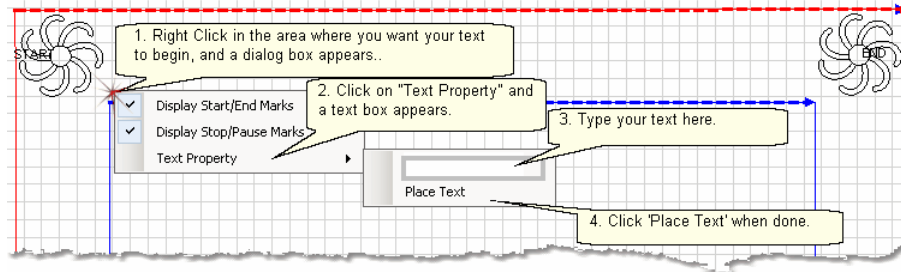 START
END
1. Right Click in the area where you want your text
to begin, and a dialog box appears..
2. Click on "Text Property" and
a text box appears.
Display Start/End Marks
Display Stop/Pause Marks
Text Property
3. Type your text here.
Place Text
4. Click 'Place Text' when done.